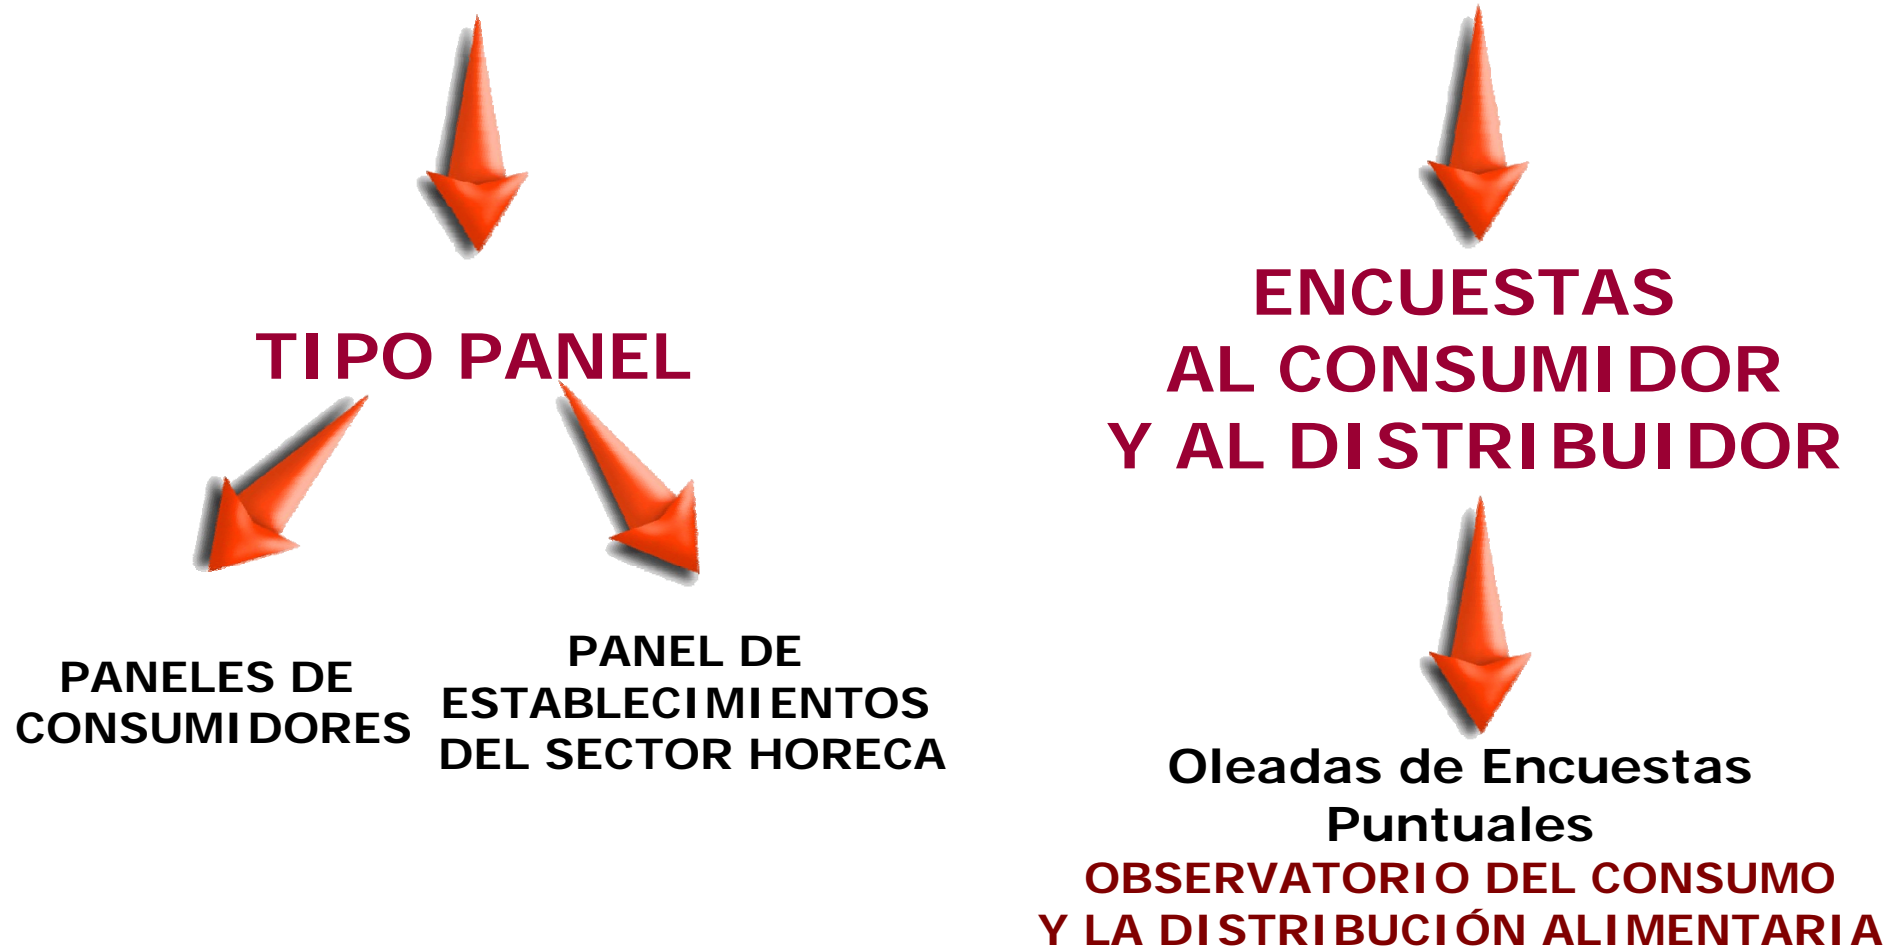 TIPO PANEL
PANELES DE
CONSUMIDORES
PANEL DE
ESTABLECIMIENTOS
DEL SECTOR HORECA
ENCUESTAS
AL CONSUMIDOR
Y AL DISTRIBUIDOR
Oleadas de Encuestas
Puntuales
OBSERVATORIO DEL CONSUMO
Y LA DISTRIBUCIÓN ALIMENTARIA